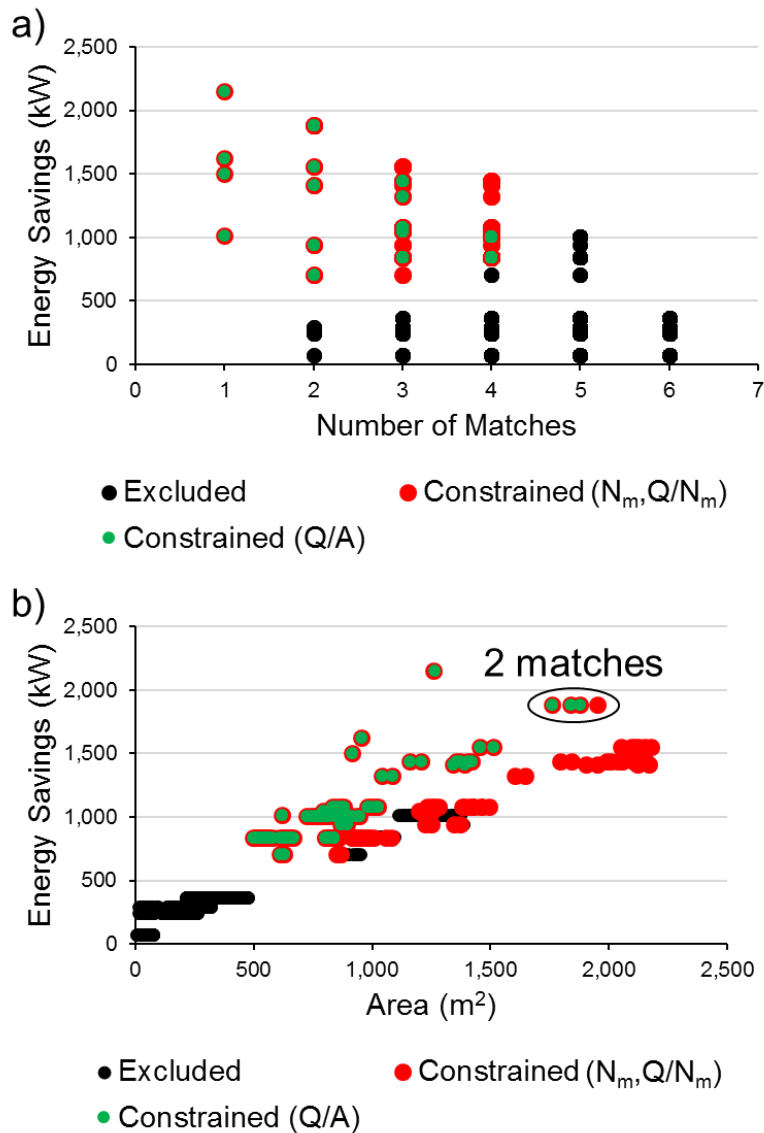 a)
Energy Savings (kW)
2,500
2,000
1,500
1,000
500
0
0 1 2 3 4 5 6 7
Number of Matches
Excluded Constrained (Nₘ,Q/Nₘ)
Constrained (Q/A)
b)
Energy Savings (kW)
2,500
2,000
1,500
1,000
500
0
2 matches
0 500 1,000 1,500 2,000 2,500
Area (m²)
Excluded Constrained (Nₘ,Q/Nₘ)
Constrained (Q/A)